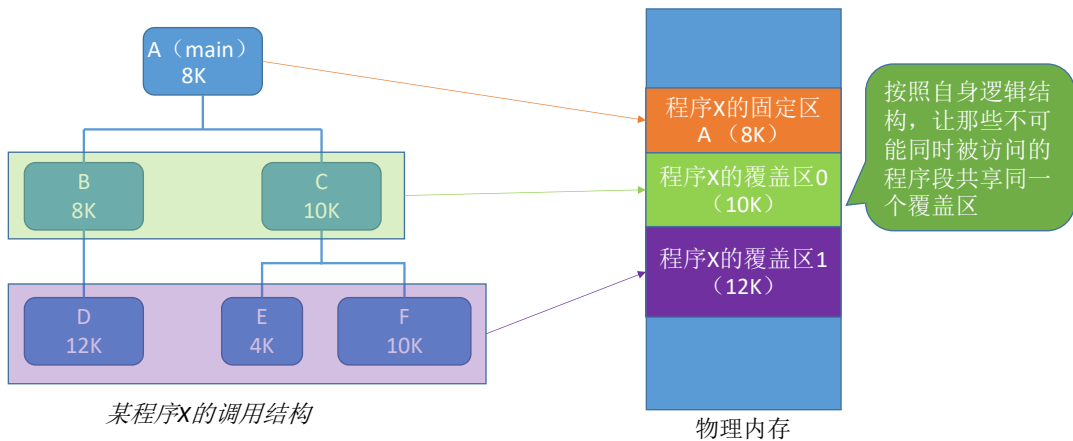 A（main）
8K
B
8K
C
10K
D
12K
E
4K
F
10K
某程序X的调用结构
程序X的固定区
A （8K）
程序X的覆盖区0
（10K）
程序X的覆盖区1
（12K）
物理内存
按照自身逻辑结
构，让那些不可
能同时被访问的
程序段共享同一
个覆盖区